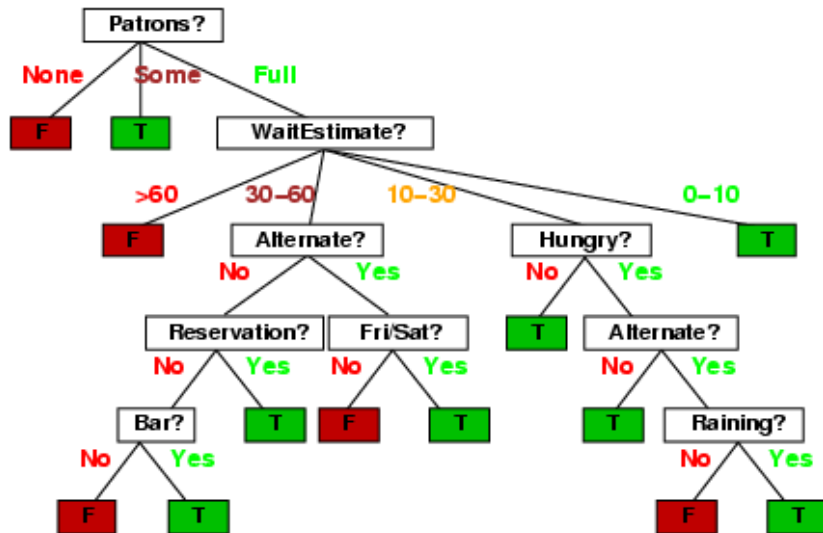 Patrons?
None Some Full
F T WaitEstimate?
>60 30–60 10–30 0–10
F Alternate? Hungry? T
No Yes No Yes
Reservation? Fri/Sat? T Alternate?
No Yes No Yes No Yes
Bar? T F T T Raining?
No Yes No Yes
F T F T